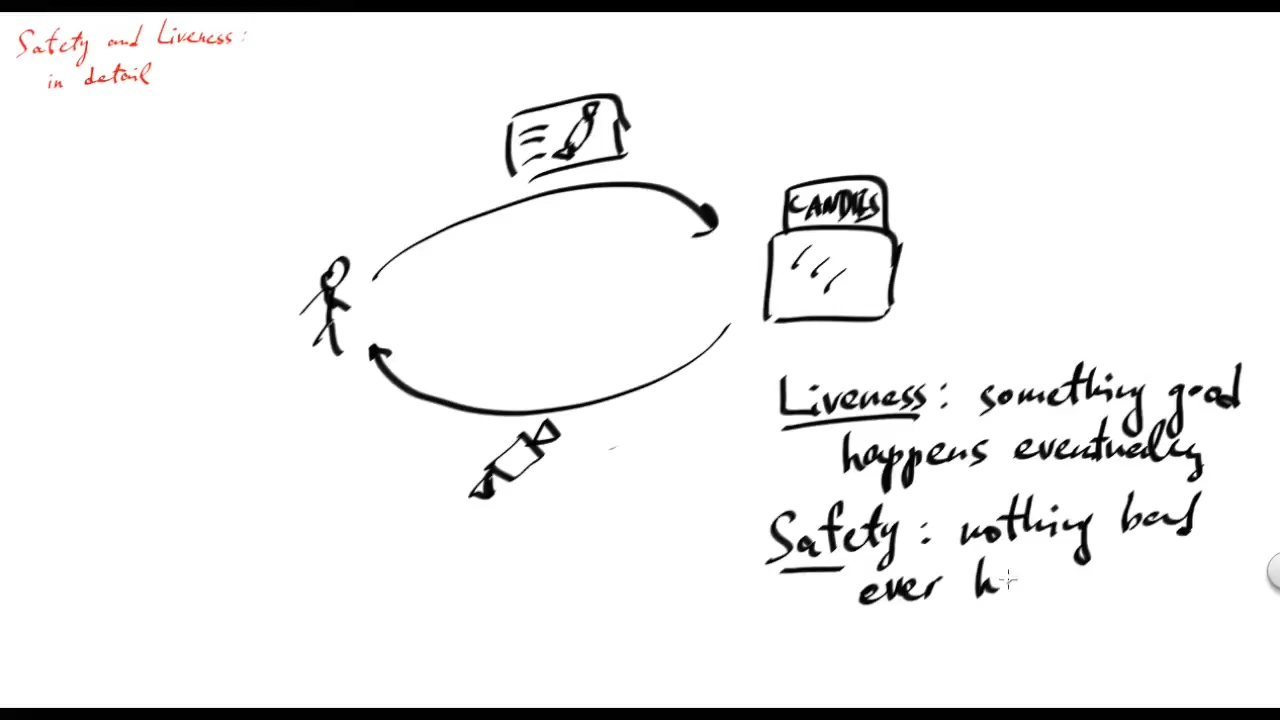 Safety and Liveness:
in detail
CANDIES
Liveness: something good
happens eventually
Safety: nothing bad
ever h